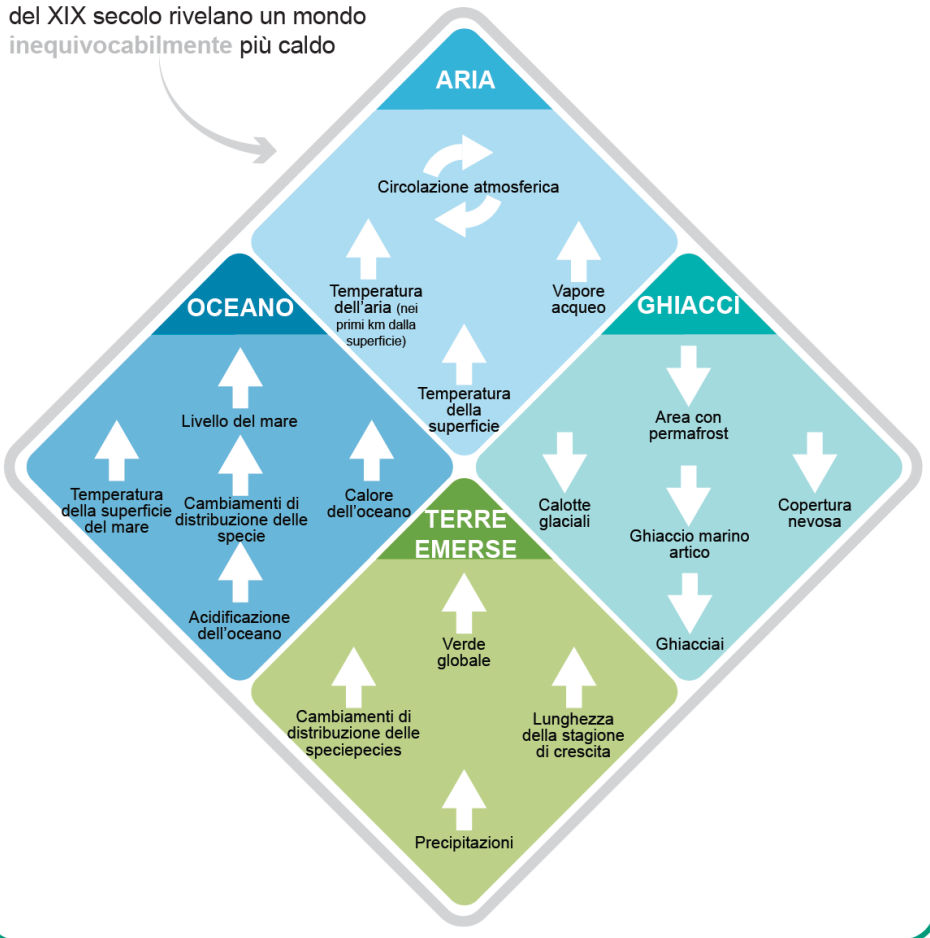 del XIX secolo rivelano un mondo
inequivocabilmente più caldo
ARIA
Circolazione atmosferica
Temperatura
dell'aria (nei
primi km dalla
superficie)
Vapore
acqueo
Temperatura
della
superficie
OCEANO
Livello del mare
Temperatura
della superficie
del mare
Cambiamenti di
distribuzione delle
specie
Calore
dell'oceano
Acidificazione
dell'oceano
GHIACCI
Area con
permafrost
Calotte
glaciali
Ghiaccio marino
artico
Copertura
nevosa
Ghiacciai
TERRE
EMERSE
Verde
globale
Cambiamenti di
distribuzione delle
speciepecies
Lunghezza
della stagione
di crescita
Precipitazioni